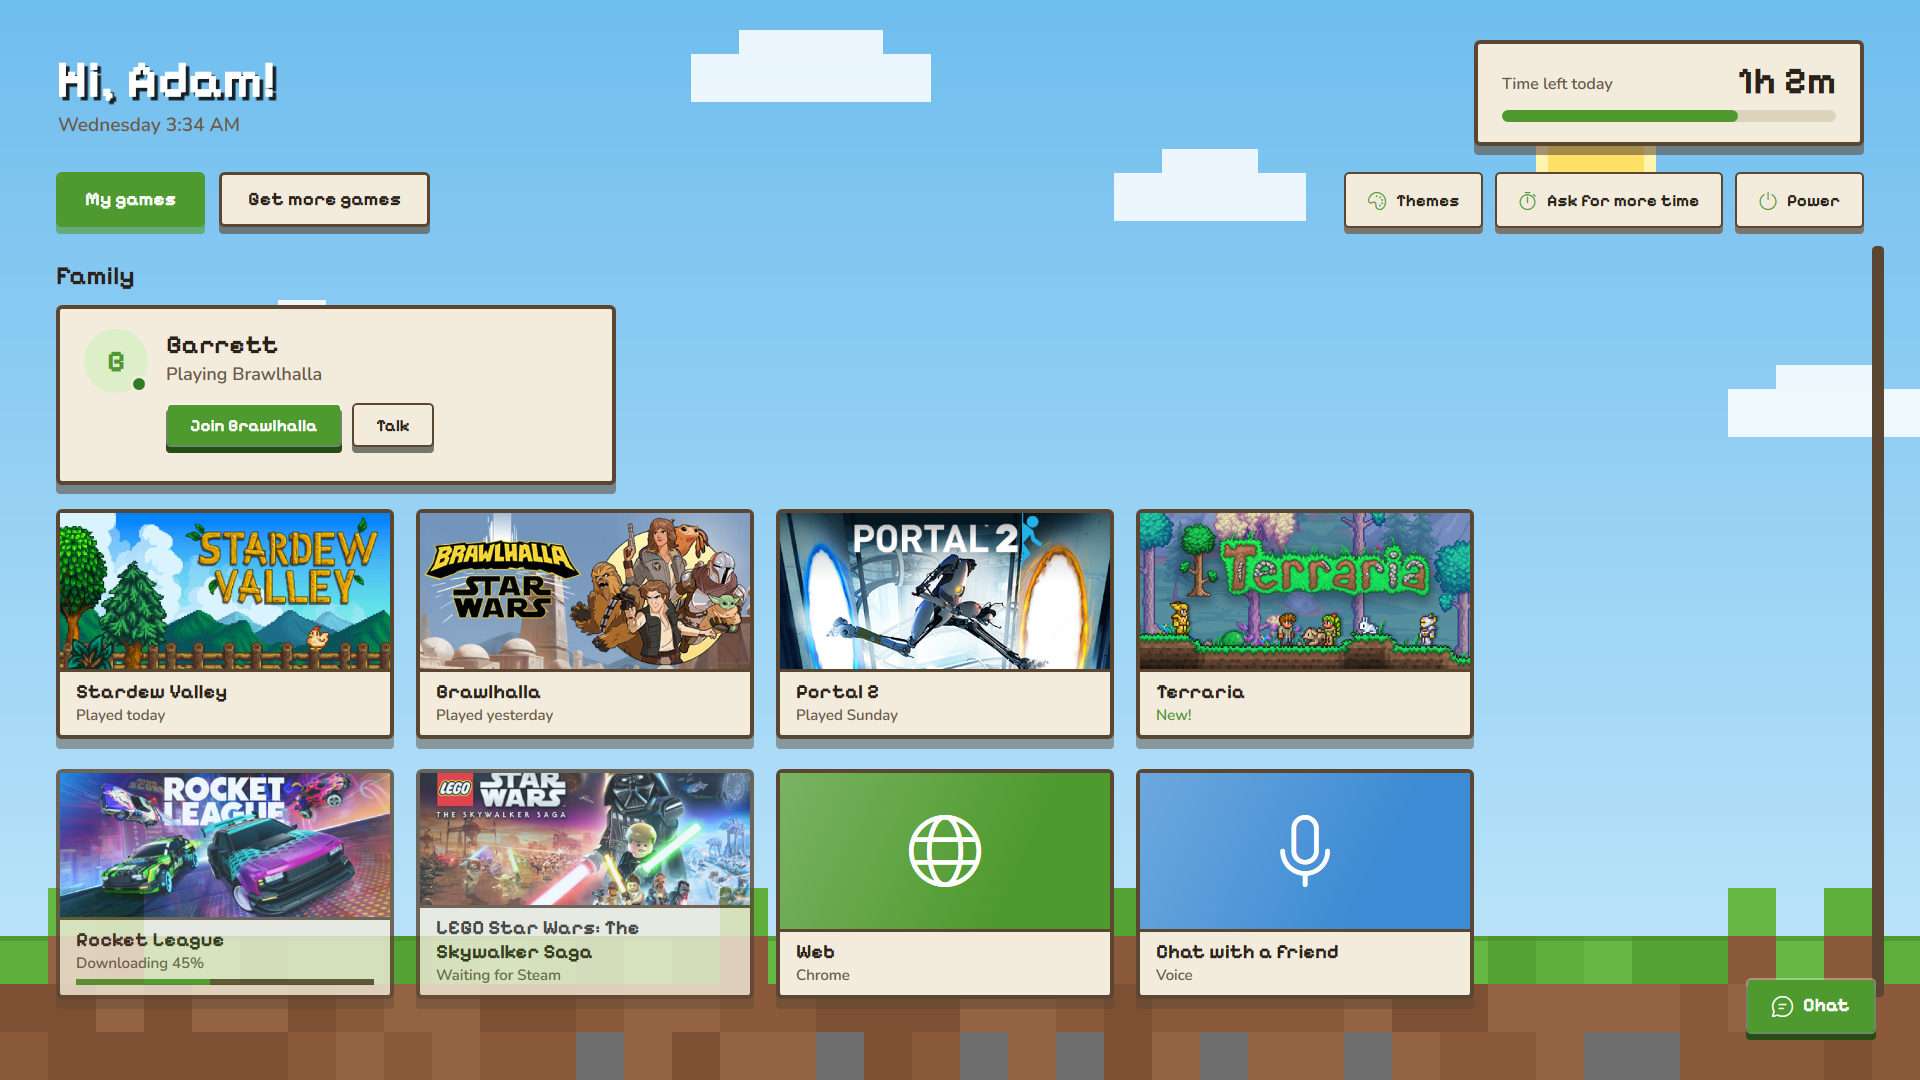 Hi, Adam!
Wednesday 3:34 AM
Time left today
1h 2m
My games
Get more games
Themes
Ask for more time
Power
Family
B
Barrett
Playing Brawlhalla
Join Brawlhalla
Talk
STARDEW
VALLEY
BRAWLHALLA
STAR
WARS
PORTAL 2
Terraria
Stardew Valley
Played today
Brawlhalla
Played yesterday
Portal 2
Played Sunday
Terraria
New!
ROCKET
LEAGUE
LEGO
STAR
WARS
THE SKYWALKER SAGA
Rocket League
Downloading 45%
LEGO Star Wars: The
Skywalker Saga
Waiting for Steam
Web
Chrome
Chat with a friend
Voice
Chat